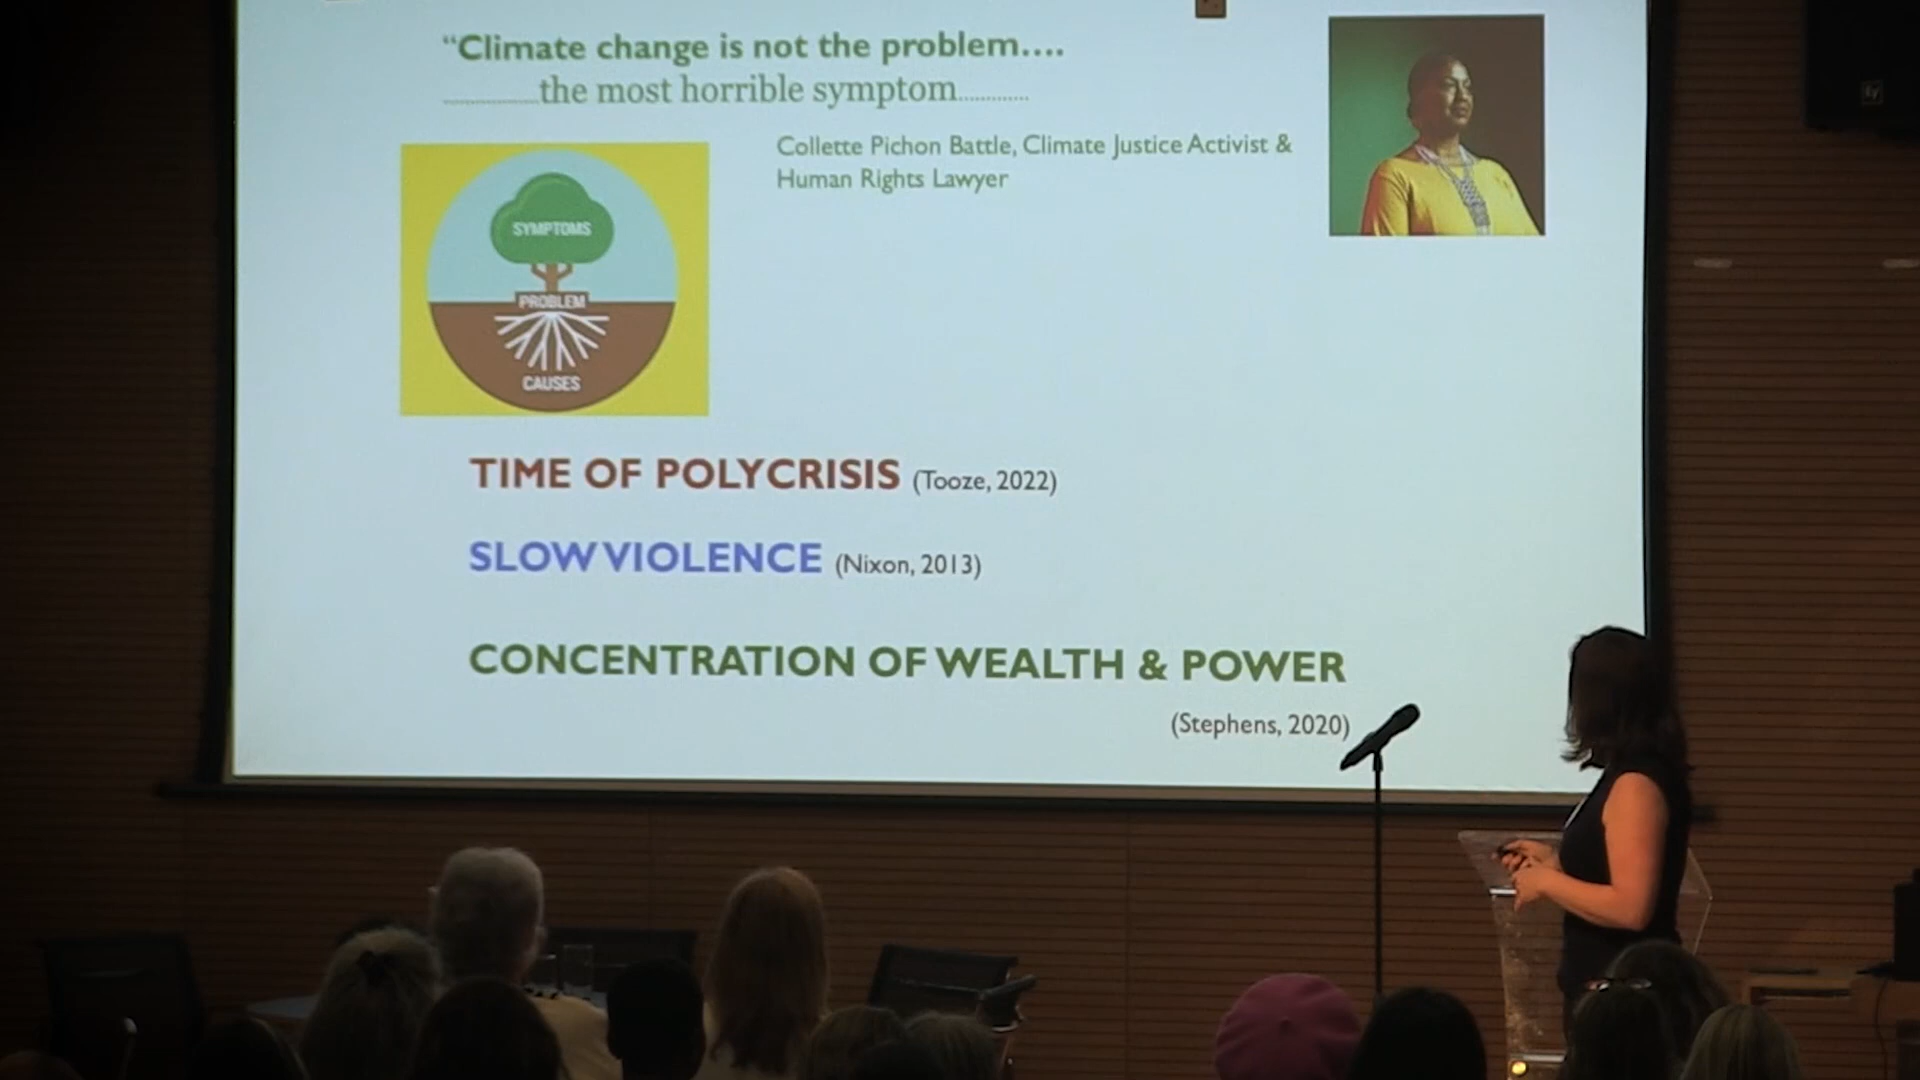 “Climate change is not the problem....
................the most horrible symptom............
Collette Pichon Battle, Climate Justice Activist &
Human Rights Lawyer
SYMPTOMS
PROBLEM
CAUSES
TIME OF POLYCRISIS (Tooze, 2022)
SLOW VIOLENCE (Nixon, 2013)
CONCENTRATION OF WEALTH & POWER
(Stephens, 2020)